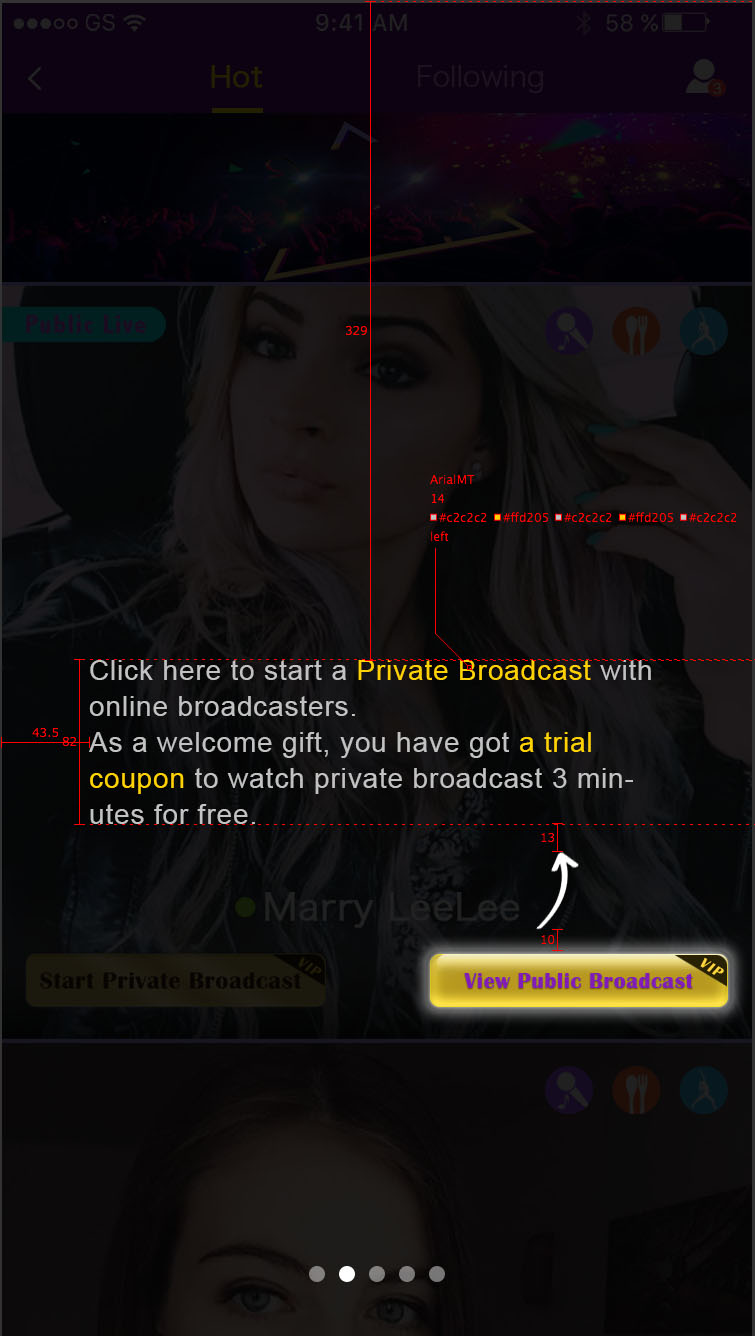 GS 9:41 AM 58 %
Hot Following
3
Public Live
329
ArialMT
14
#c2c2c2 #ffd205 #c2c2c2 #ffd205 #c2c2c2
left
Click here to start a Private Broadcast with
online broadcasters.
43.5 82 As a welcome gift, you have got a trial
coupon to watch private broadcast 3 min-
utes for free.
13
Marry LeeLee
10
Start Private Broadcast VIP View Public Broadcast VIP